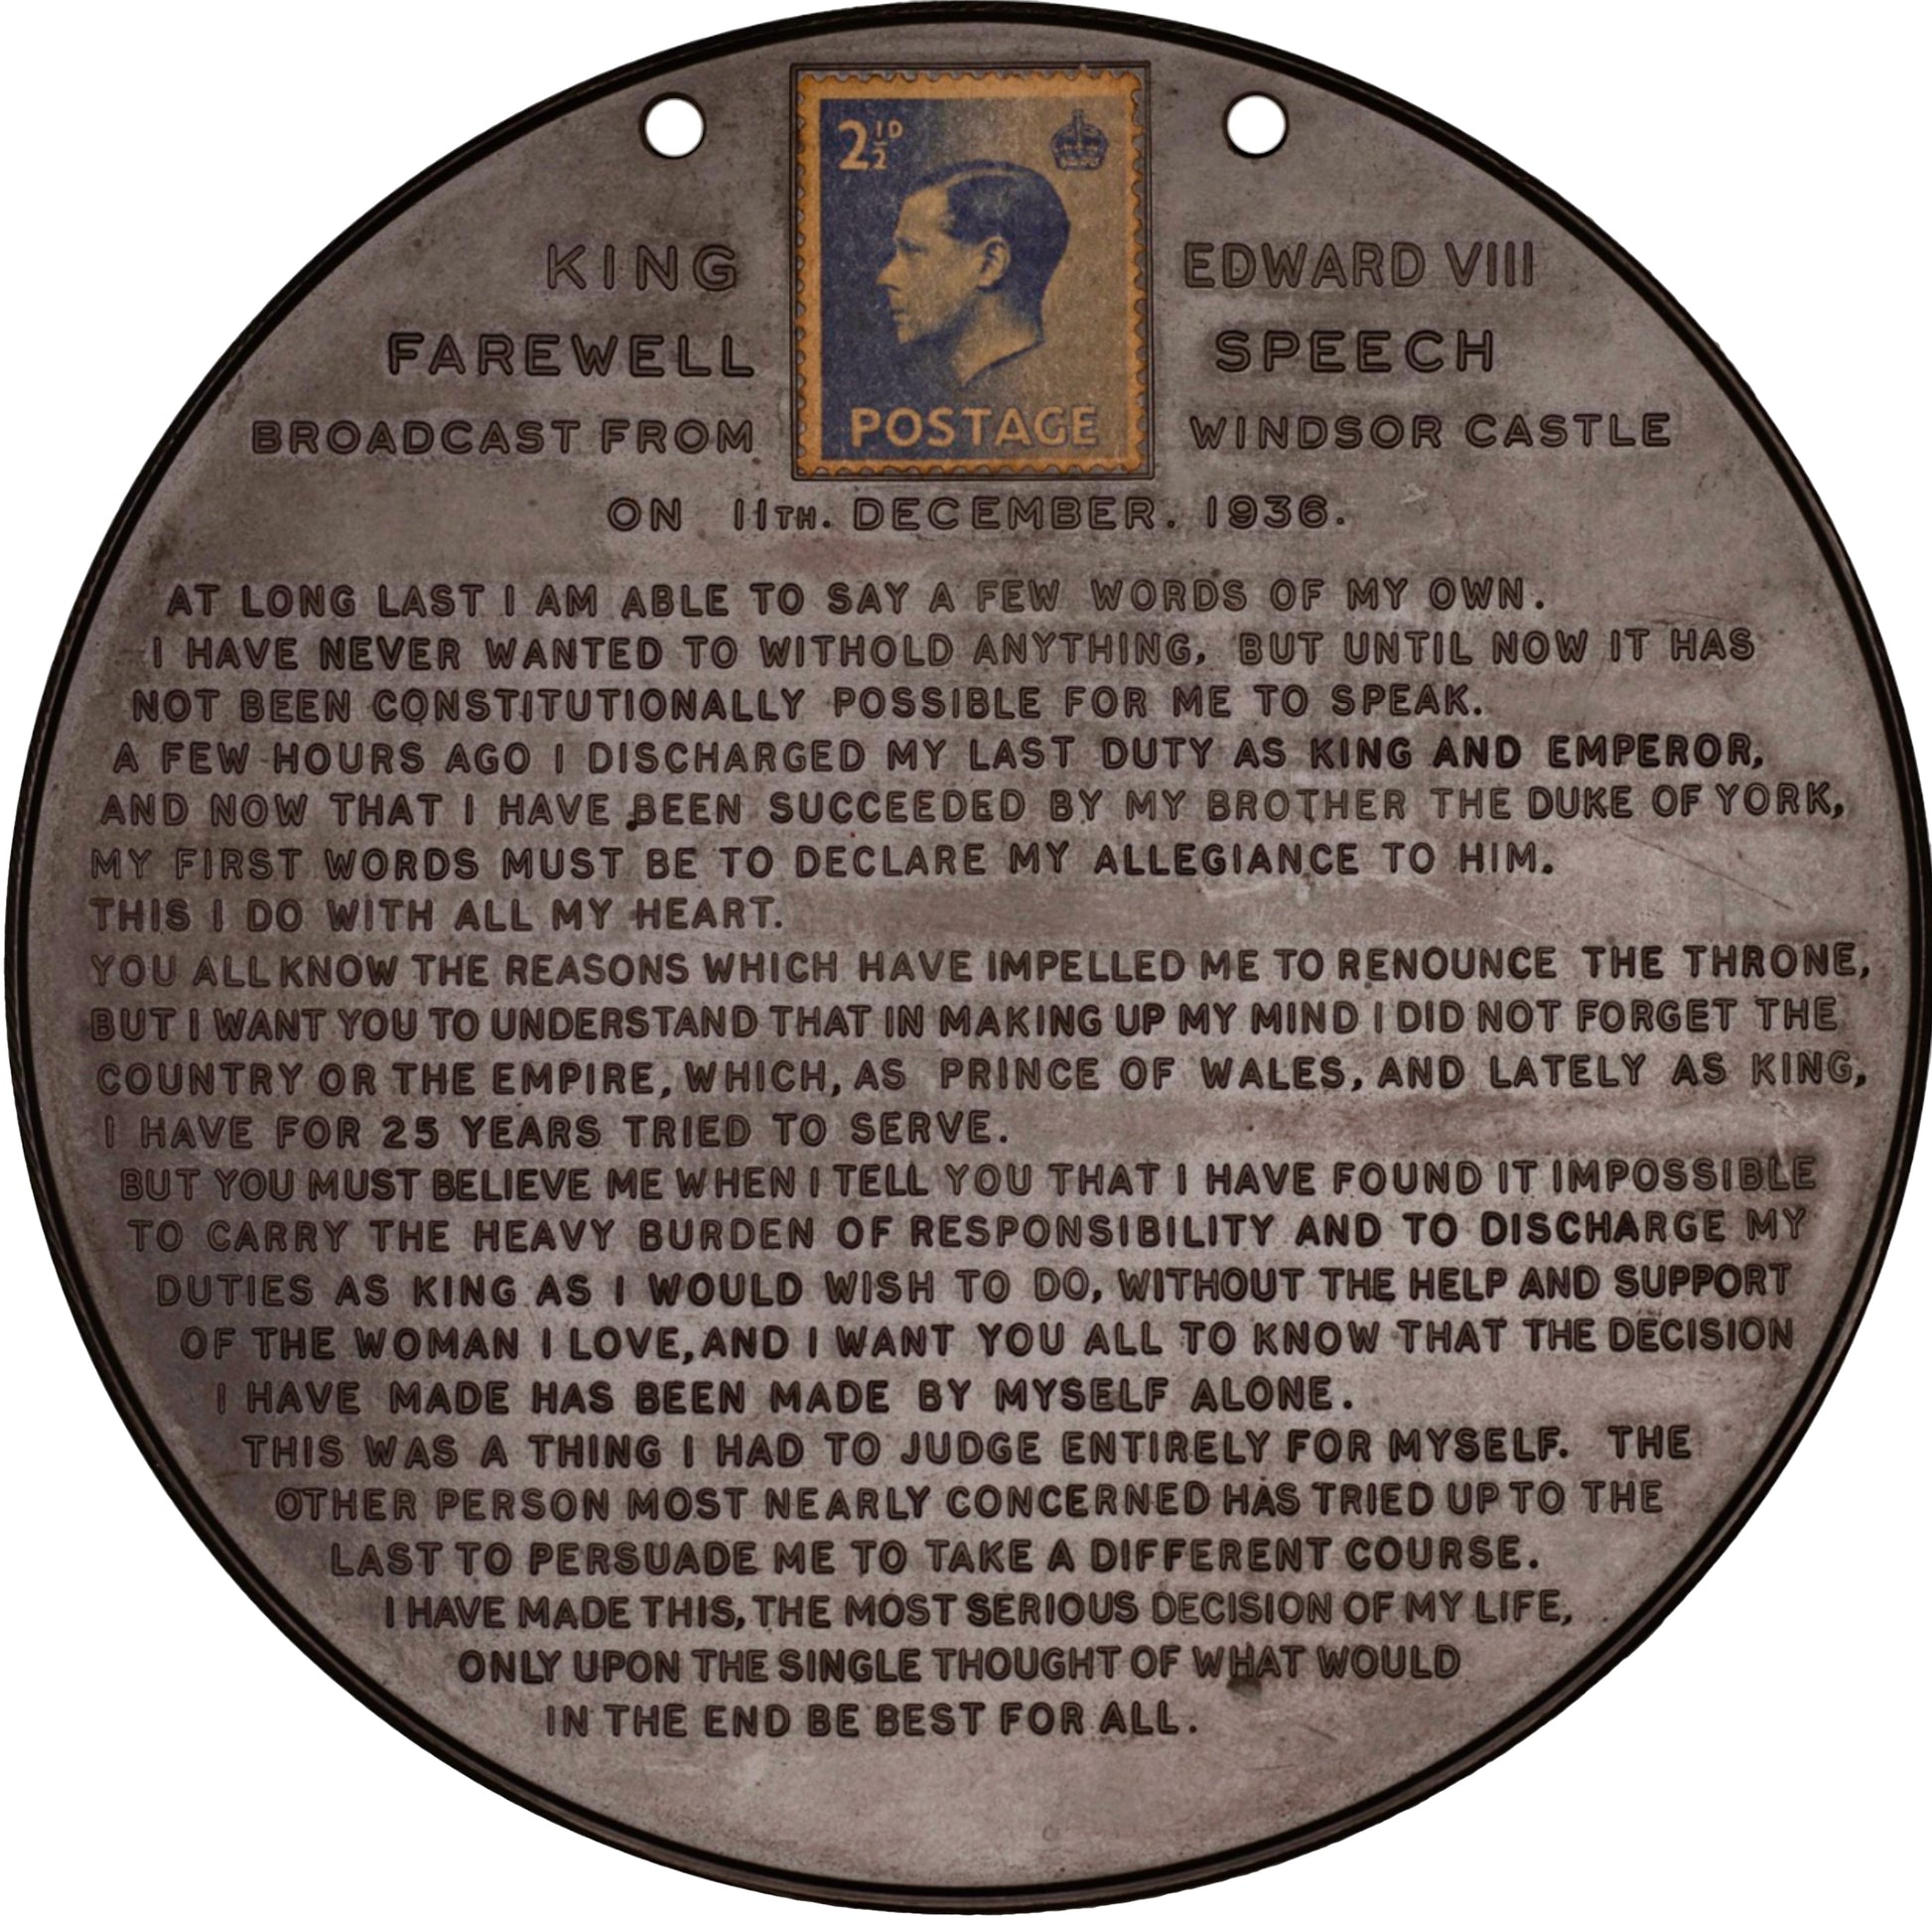 2½D
KING EDWARD VIII
FAREWELL SPEECH
POSTAGE
BROADCAST FROM WINDSOR CASTLE
ON 11TH. DECEMBER. 1936.
AT LONG LAST I AM ABLE TO SAY A FEW WORDS OF MY OWN.
I HAVE NEVER WANTED TO WITHOLD ANYTHING, BUT UNTIL NOW IT HAS
NOT BEEN CONSTITUTIONALLY POSSIBLE FOR ME TO SPEAK.
A FEW HOURS AGO I DISCHARGED MY LAST DUTY AS KING AND EMPEROR,
AND NOW THAT I HAVE BEEN SUCCEEDED BY MY BROTHER THE DUKE OF YORK,
MY FIRST WORDS MUST BE TO DECLARE MY ALLEGIANCE TO HIM.
THIS I DO WITH ALL MY HEART.
YOU ALL KNOW THE REASONS WHICH HAVE IMPELLED ME TO RENOUNCE THE THRONE,
BUT I WANT YOU TO UNDERSTAND THAT IN MAKING UP MY MIND I DID NOT FORGET THE
COUNTRY OR THE EMPIRE, WHICH, AS PRINCE OF WALES, AND LATELY AS KING,
I HAVE FOR 25 YEARS TRIED TO SERVE.
BUT YOU MUST BELIEVE ME WHEN I TELL YOU THAT I HAVE FOUND IT IMPOSSIBLE
TO CARRY THE HEAVY BURDEN OF RESPONSIBILITY AND TO DISCHARGE MY
DUTIES AS KING AS I WOULD WISH TO DO, WITHOUT THE HELP AND SUPPORT
OF THE WOMAN I LOVE, AND I WANT YOU ALL TO KNOW THAT THE DECISION
I HAVE MADE HAS BEEN MADE BY MYSELF ALONE.
THIS WAS A THING I HAD TO JUDGE ENTIRELY FOR MYSELF. THE
OTHER PERSON MOST NEARLY CONCERNED HAS TRIED UP TO THE
LAST TO PERSUADE ME TO TAKE A DIFFERENT COURSE.
I HAVE MADE THIS, THE MOST SERIOUS DECISION OF MY LIFE,
ONLY UPON THE SINGLE THOUGHT OF WHAT WOULD
IN THE END BE BEST FOR ALL.